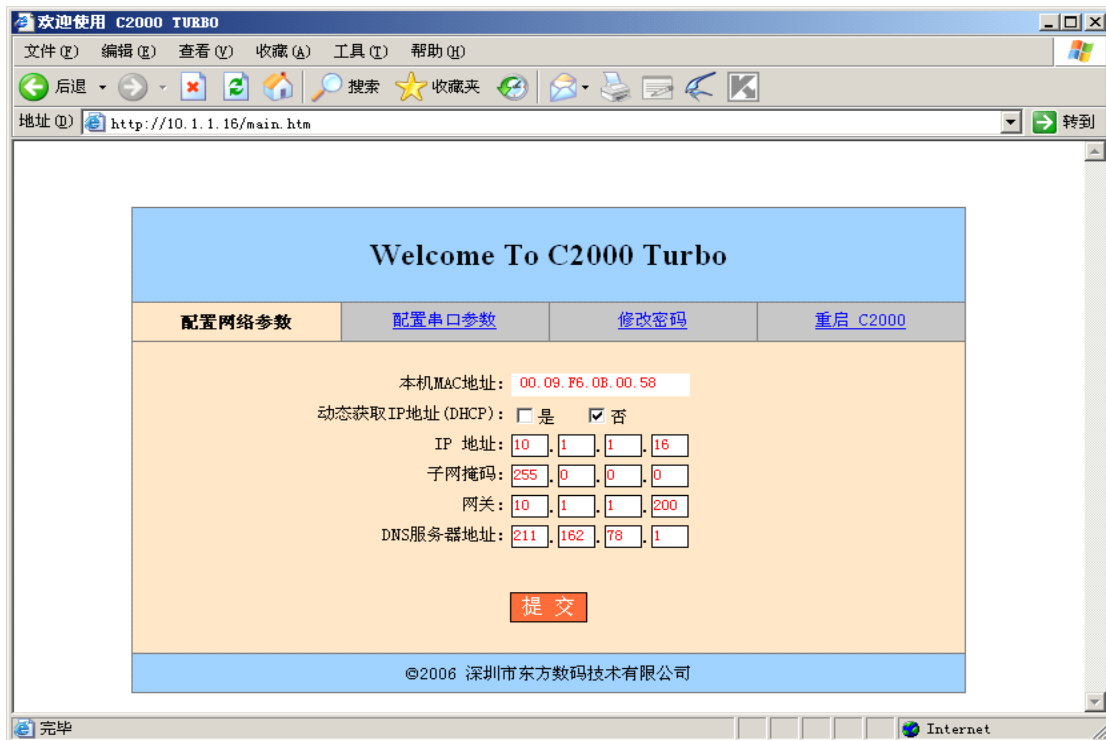 欢迎使用 C2000 TURBO
文件(F) 编辑(E) 查看(V) 收藏(A) 工具(T) 帮助(H)
后退 搜索 收藏夹
地址(D) http://10.1.1.16/main.htm 转到
Welcome To C2000 Turbo
配置网络参数 配置串口参数 修改密码 重启 C2000
本机MAC地址: 00.09.F6.0B.00.58
动态获取IP地址(DHCP): 是 否
IP 地址: 10.1.1.16
子网掩码: 255.0.0.0
网关: 10.1.1.200
DNS服务器地址: 211.162.78.1
提 交
©2006 深圳市东方数码技术有限公司
完毕 Internet